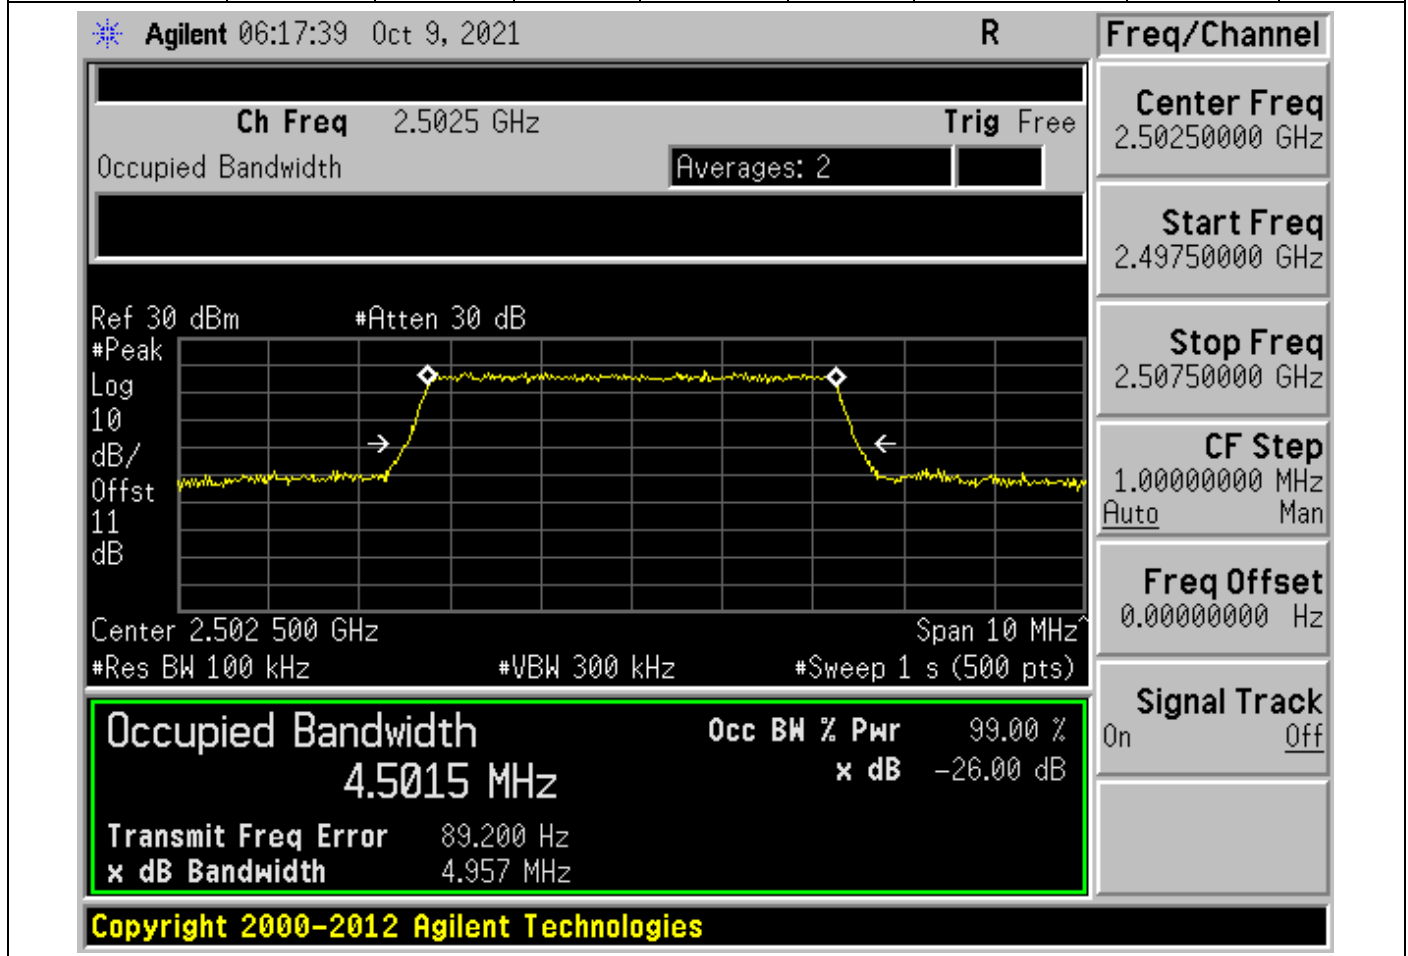 Agilent 06:17:39 Oct 9, 2021 R
Freq/Channel
Ch Freq 2.5025 GHz Trig Free
Occupied Bandwidth Averages: 2
Center Freq
2.50250000 GHz
Start Freq
2.49750000 GHz
Stop Freq
2.50750000 GHz
CF Step
1.00000000 MHz
Auto Man
Freq Offset
0.00000000 Hz
Signal Track
On Off
Ref 30 dBm #Atten 30 dB
#Peak
Log
10
dB/
Offst
11
dB
Center 2.502 500 GHz Span 10 MHz^
#Res BW 100 kHz #VBW 300 kHz #Sweep 1 s (500 pts)
Occupied Bandwidth Occ BW % Pwr 99.00 %
4.5015 MHz x dB -26.00 dB
Transmit Freq Error 89.200 Hz
x dB Bandwidth 4.957 MHz
Copyright 2000-2012 Agilent Technologies